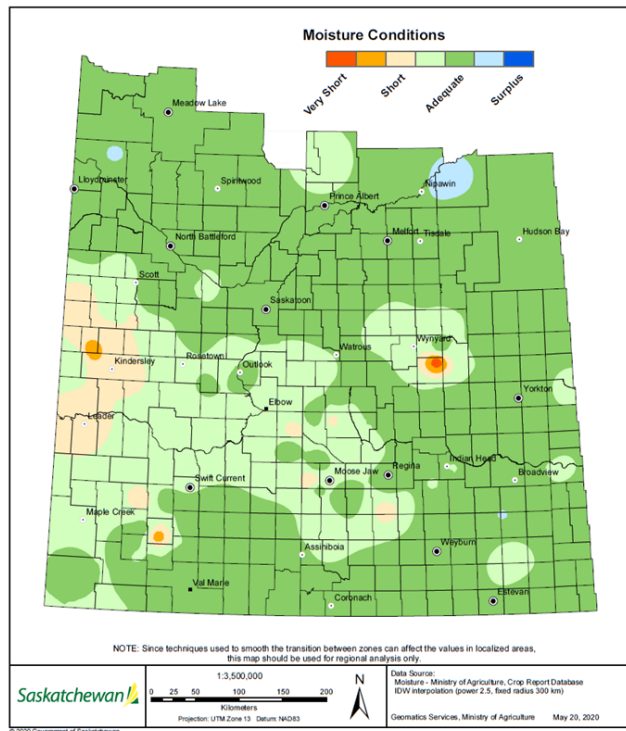 Moisture Conditions
Very Short
Short
Adequate
Surplus
Meadow Lake
Lloydminster
Spiritwood
Prince Albert
Nipawin
North Battleford
Melfort
Tisdale
Hudson Bay
Scott
Saskatoon
Kindersley
Rosetown
Outlook
Watrous
Wynyard
Elbow
Yorkton
Leader
Swift Current
Moose Jaw
Regina
Indian Head
Broadview
Maple Creek
Assiniboia
Weyburn
Val Marie
Coronach
Estevan
NOTE: Since techniques used to smooth the transition between zones can affect the values in localized areas,
this map should be used for regional analysis only.
Saskatchewan
1:3,500,000
0 25 50 100 150 200
Kilometers
Projection: UTM Zone 13 Datum: NAD83
N
Data Source:
Moisture - Ministry of Agriculture, Crop Report Database
IDW interpolation (power 2.5, fixed radius 300 km)
Geomatics Services, Ministry of Agriculture May 20, 2020
© 2020 Government of Saskatchewan